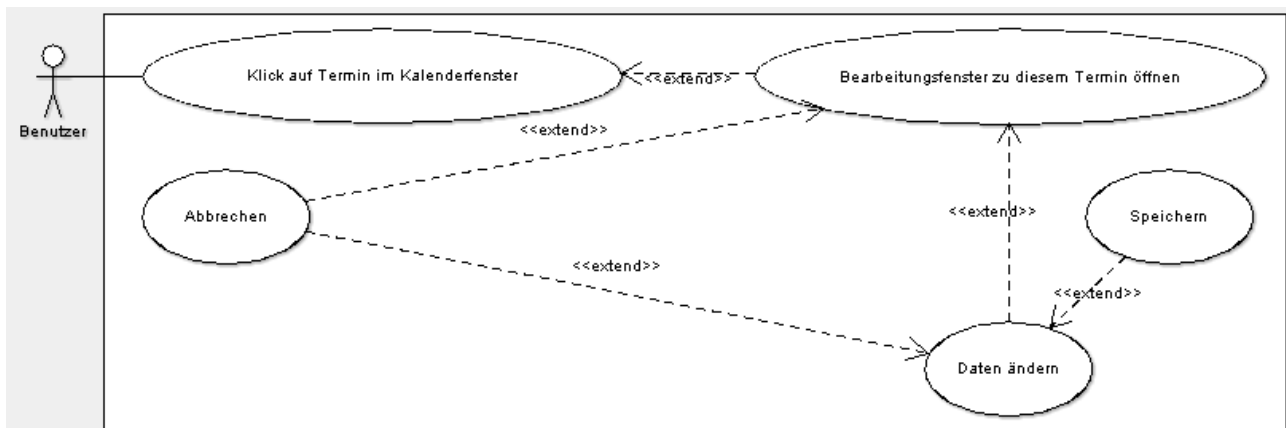 Klick auf Termin im Kalenderfenster
<<extend>>
Bearbeitungsfenster zu diesem Termin öffnen
Benutzer
<<extend>>
Abbrechen
<<extend>>
Speichern
<<extend>>
<<extend>>
Daten ändern